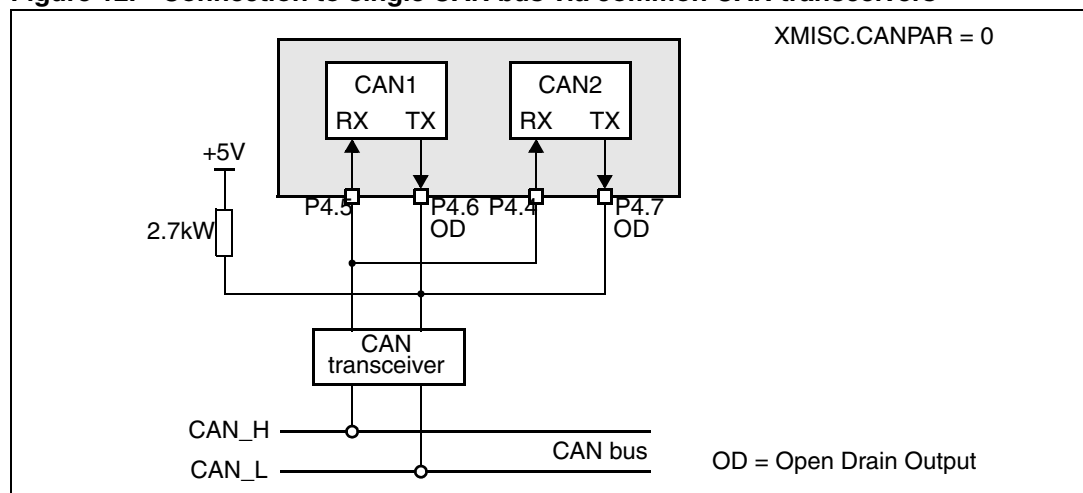 Figure 12. Connection to single CAN bus via common CAN transceivers
XMISC.CANPAR = 0
CAN1
CAN2
RX TX
RX TX
+5V
P4.5
P4.6
P4.4
P4.7
OD
OD
2.7kW
CAN
transceiver
CAN_H
CAN bus
CAN_L
OD = Open Drain Output